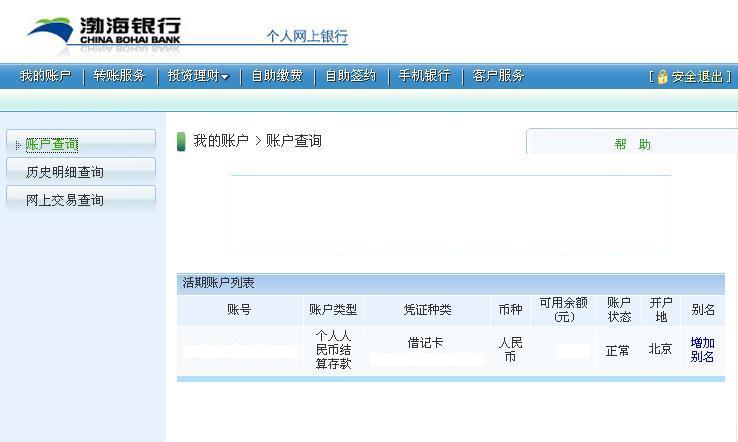 渤海银行
CHINA BOHAI BANK
个人网上银行
我的账户 转账服务 投资理财 自助缴费 自助签约 手机银行 客户服务 [ 安全退出 ]
账户查询
历史明细查询
网上交易查询
我的账户 > 账户查询
帮 助
活期账户列表
账号 账户类型 凭证种类 币种 可用余额 账户 开户 别名
(元) 状态 地
个人人
民币结
算存款
借记卡
人民
币
正常
北京
增加
别名